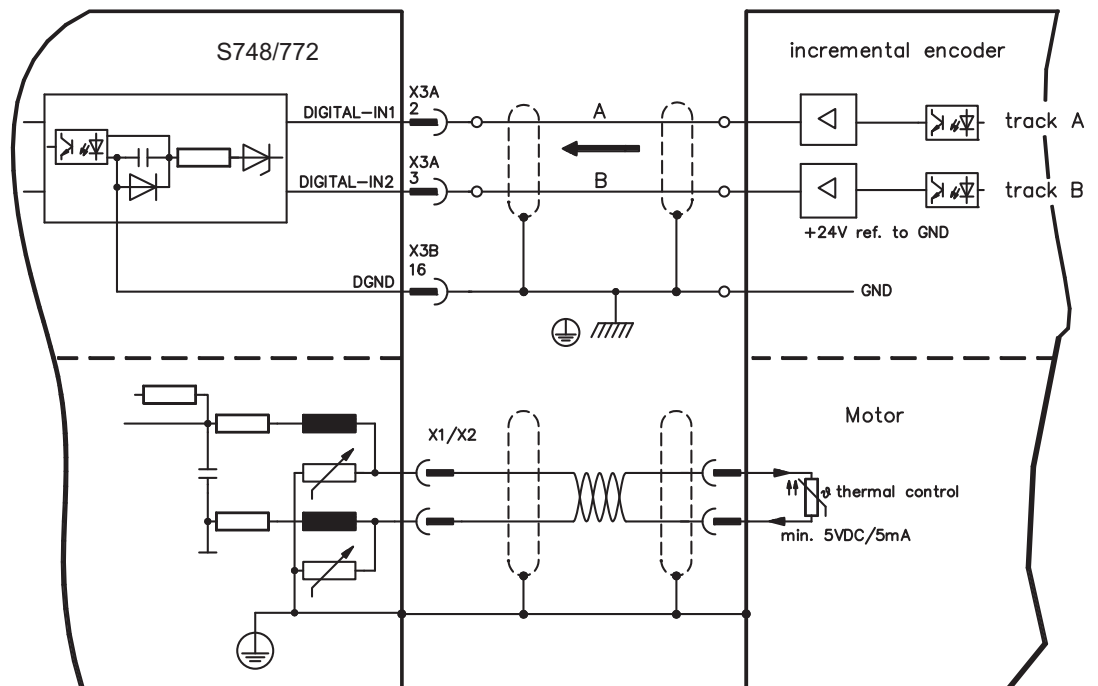 S748/772
incremental encoder
X3A
2
DIGITAL-IN1
A
track A
X3A
3
DIGITAL-IN2
B
track B
+24V ref. to GND
X3B
16
DGND
GND
Motor
X1/X2
ϑ thermal control
min. 5VDC/5mA